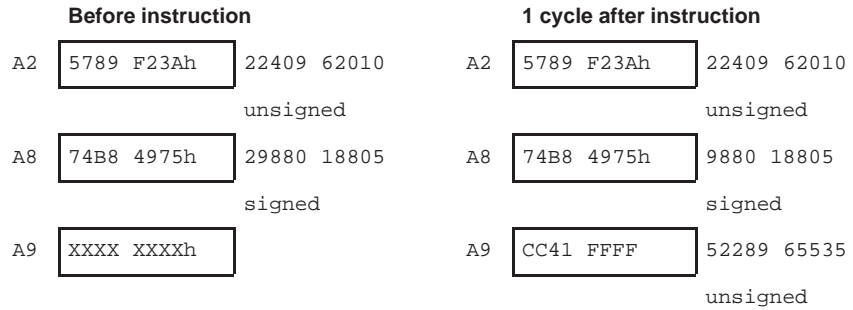 Before instruction 1 cycle after instruction
A2 5789 F23Ah 22409 62010 A2 5789 F23Ah 22409 62010
unsigned unsigned
A8 74B8 4975h 29880 18805 A8 74B8 4975h 9880 18805
signed signed
A9 XXXX XXXXh A9 CC41 FFFF 52289 65535
unsigned